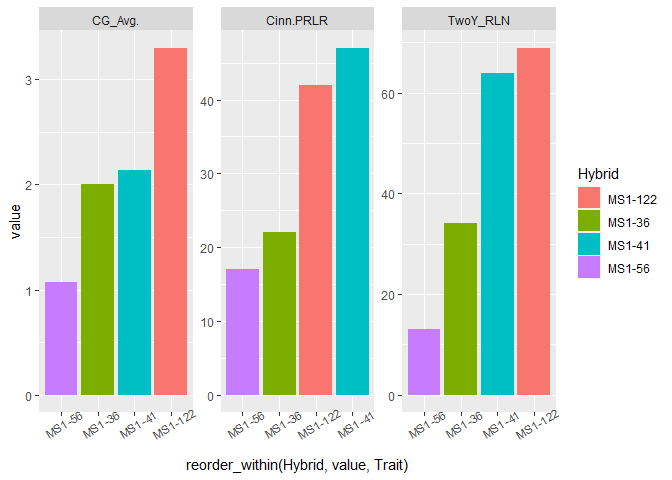 CG_Avg. Cinn.PRLR TwoY_RLN
value
3
2
1
0
40
30
20
10
0
60
40
20
0
MS1-56 MS1-36 MS1-41 MS1-122
MS1-56 MS1-36 MS1-122 MS1-41
MS1-56 MS1-36 MS1-41 MS1-122
reorder_within(Hybrid, value, Trait)
Hybrid
MS1-122
MS1-36
MS1-41
MS1-56